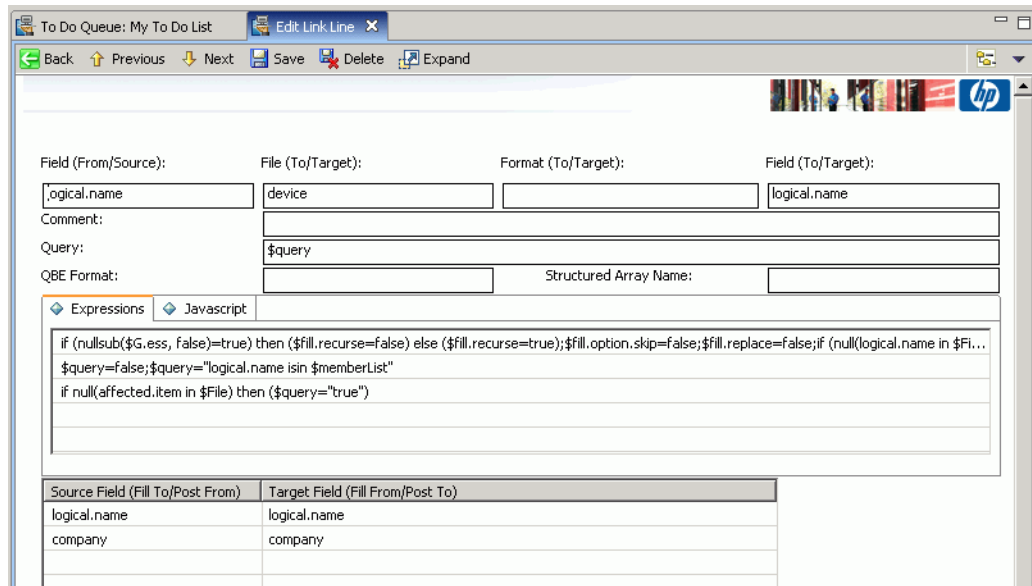 To Do Queue: My To Do List Edit Link Line X
Back Previous Next Save Delete Expand
hp
Field (From/Source): File (To/Target): Format (To/Target): Field (To/Target):
ogical.name device logical.name
Comment:
Query: $query
QBE Format: Structured Array Name:
Expressions Javascript
if (nullsub($G.ess, false)=true) then ($fill.recurse=false) else ($fill.recurse=true);$fill.option.skip=false;$fill.replace=false;if (null(logical.name in $Fi...
$query=false;$query="logical.name isin $memberList"
if null(affected.item in $File) then ($query="true")
Source Field (Fill To/Post From) Target Field (Fill From/Post To)
logical.name logical.name
company company